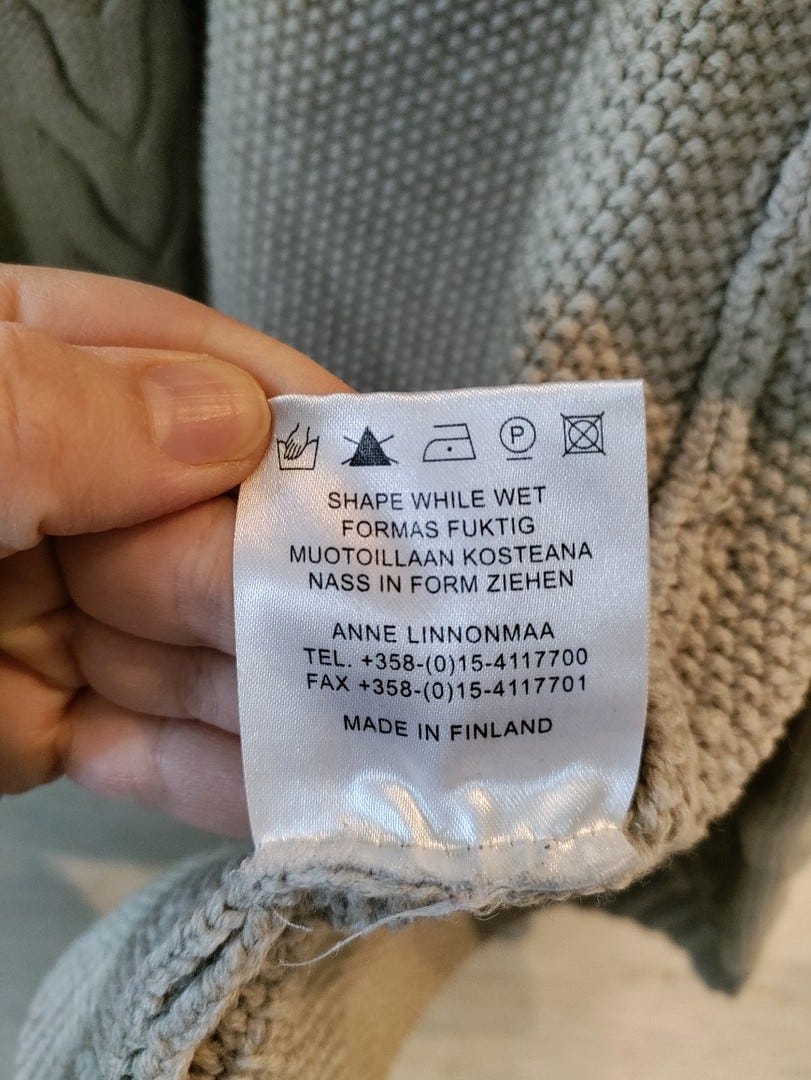 P
SHAPE WHILE WET
FORMAS FUKTIG
MUOTOILLAAN KOSTEANA
NASS IN FORM ZIEHEN
ANNE LINNONMAA
TEL. +358-(0)15-4117700
FAX +358-(0)15-4117701
MADE IN FINLAND